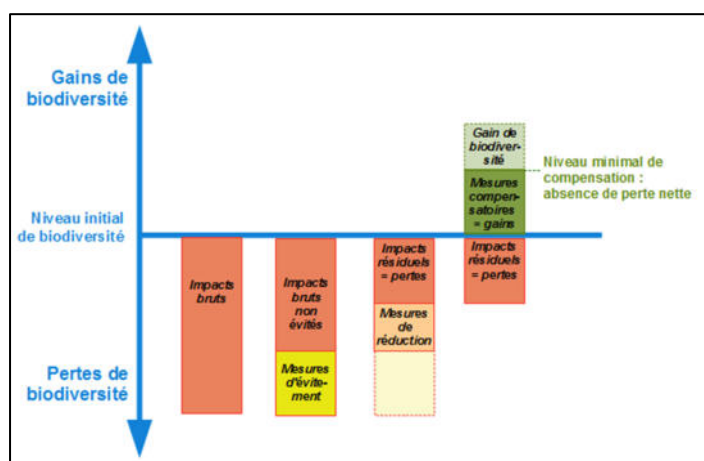 Gains de
biodiversité
Gain de
biodiver-
sité
Niveau minimal de
compensation :
absence de perte nette
Mesures
compen-
satoires
= gains
Niveau initial
de biodiversité
Impacts
bruts
Impacts
bruts
non
évités
Impacts
résiduels
= pertes
Impacts
résiduels
= pertes
Mesures
de
réduction
Pertes de
biodiversité
Mesures
d'évite-
ment